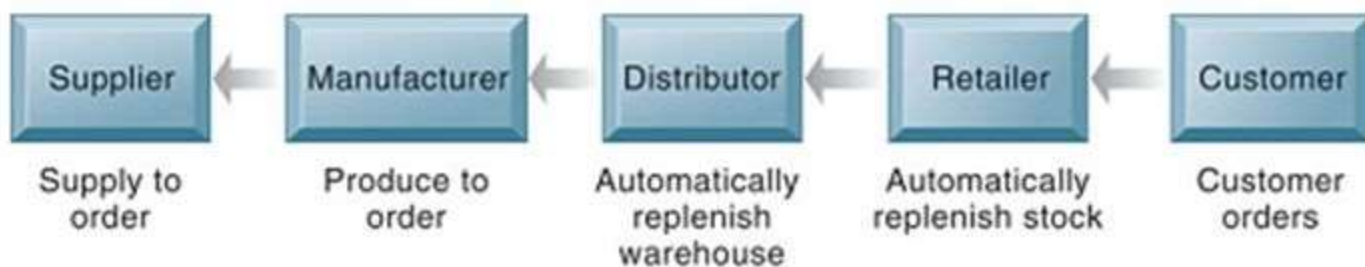 Supplier
Manufacturer
Distributor
Retailer
Customer
Supply to
order
Produce to
order
Automatically
replenish
warehouse
Automatically
replenish stock
Customer
orders